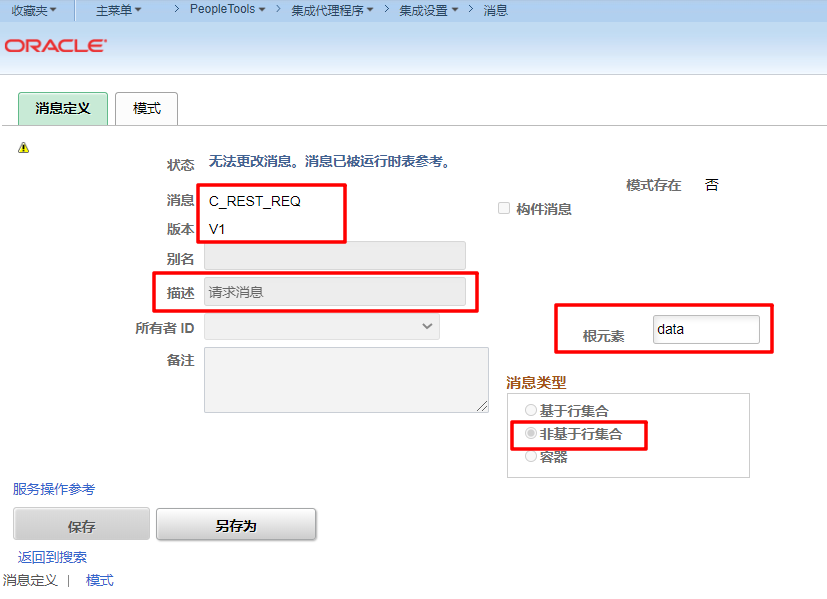 收藏夹 主菜单 > PeopleTools > 集成代理程序 > 集成设置 > 消息
ORACLE
消息定义 模式
状态 无法更改消息。消息已被运行时表参考。
模式存在 否
消息 C_REST_REQ
构件消息
版本 V1
别名
描述 请求消息
所有者 ID
根元素 data
备注
消息类型
基于行集合
非基于行集合
容器
服务操作参考
保存 另存为
返回到搜索
消息定义 | 模式